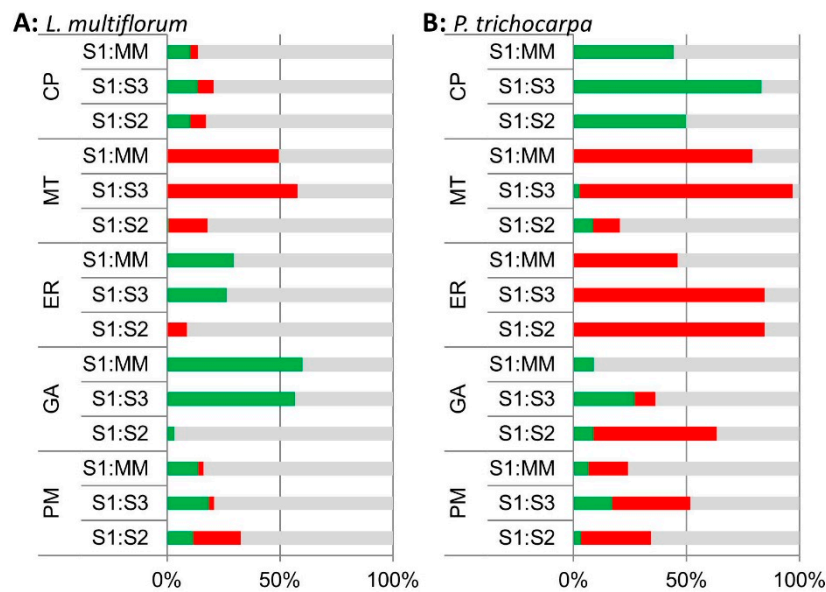 A: L. multiflorum
CP
S1:MM
S1:S3
S1:S2
MT
S1:MM
S1:S3
S1:S2
ER
S1:MM
S1:S3
S1:S2
GA
S1:MM
S1:S3
S1:S2
PM
S1:MM
S1:S3
S1:S2
0% 50% 100%
B: P. trichocarpa
CP
S1:MM
S1:S3
S1:S2
MT
S1:MM
S1:S3
S1:S2
ER
S1:MM
S1:S3
S1:S2
GA
S1:MM
S1:S3
S1:S2
PM
S1:MM
S1:S3
S1:S2
0% 50% 100%